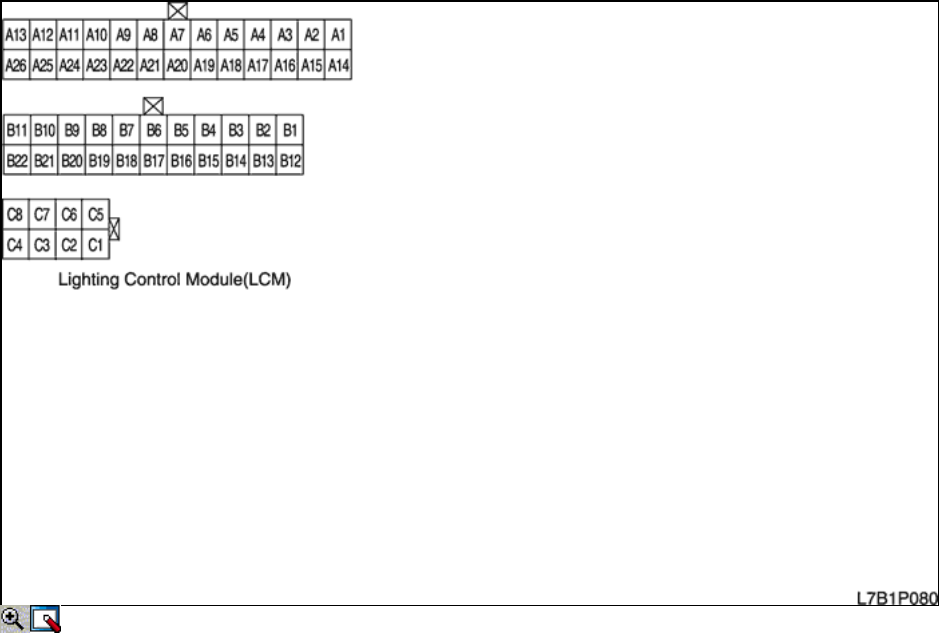 A13 A12 A11 A10 A9 A8 A7 A6 A5 A4 A3 A2 A1
A26 A25 A24 A23 A22 A21 A20 A19 A18 A17 A16 A15 A14
B11 B10 B9 B8 B7 B6 B5 B4 B3 B2 B1
B22 B21 B20 B19 B18 B17 B16 B15 B14 B13 B12
C8 C7 C6 C5
C4 C3 C2 C1
Lighting Control Module(LCM)
L7B1P080